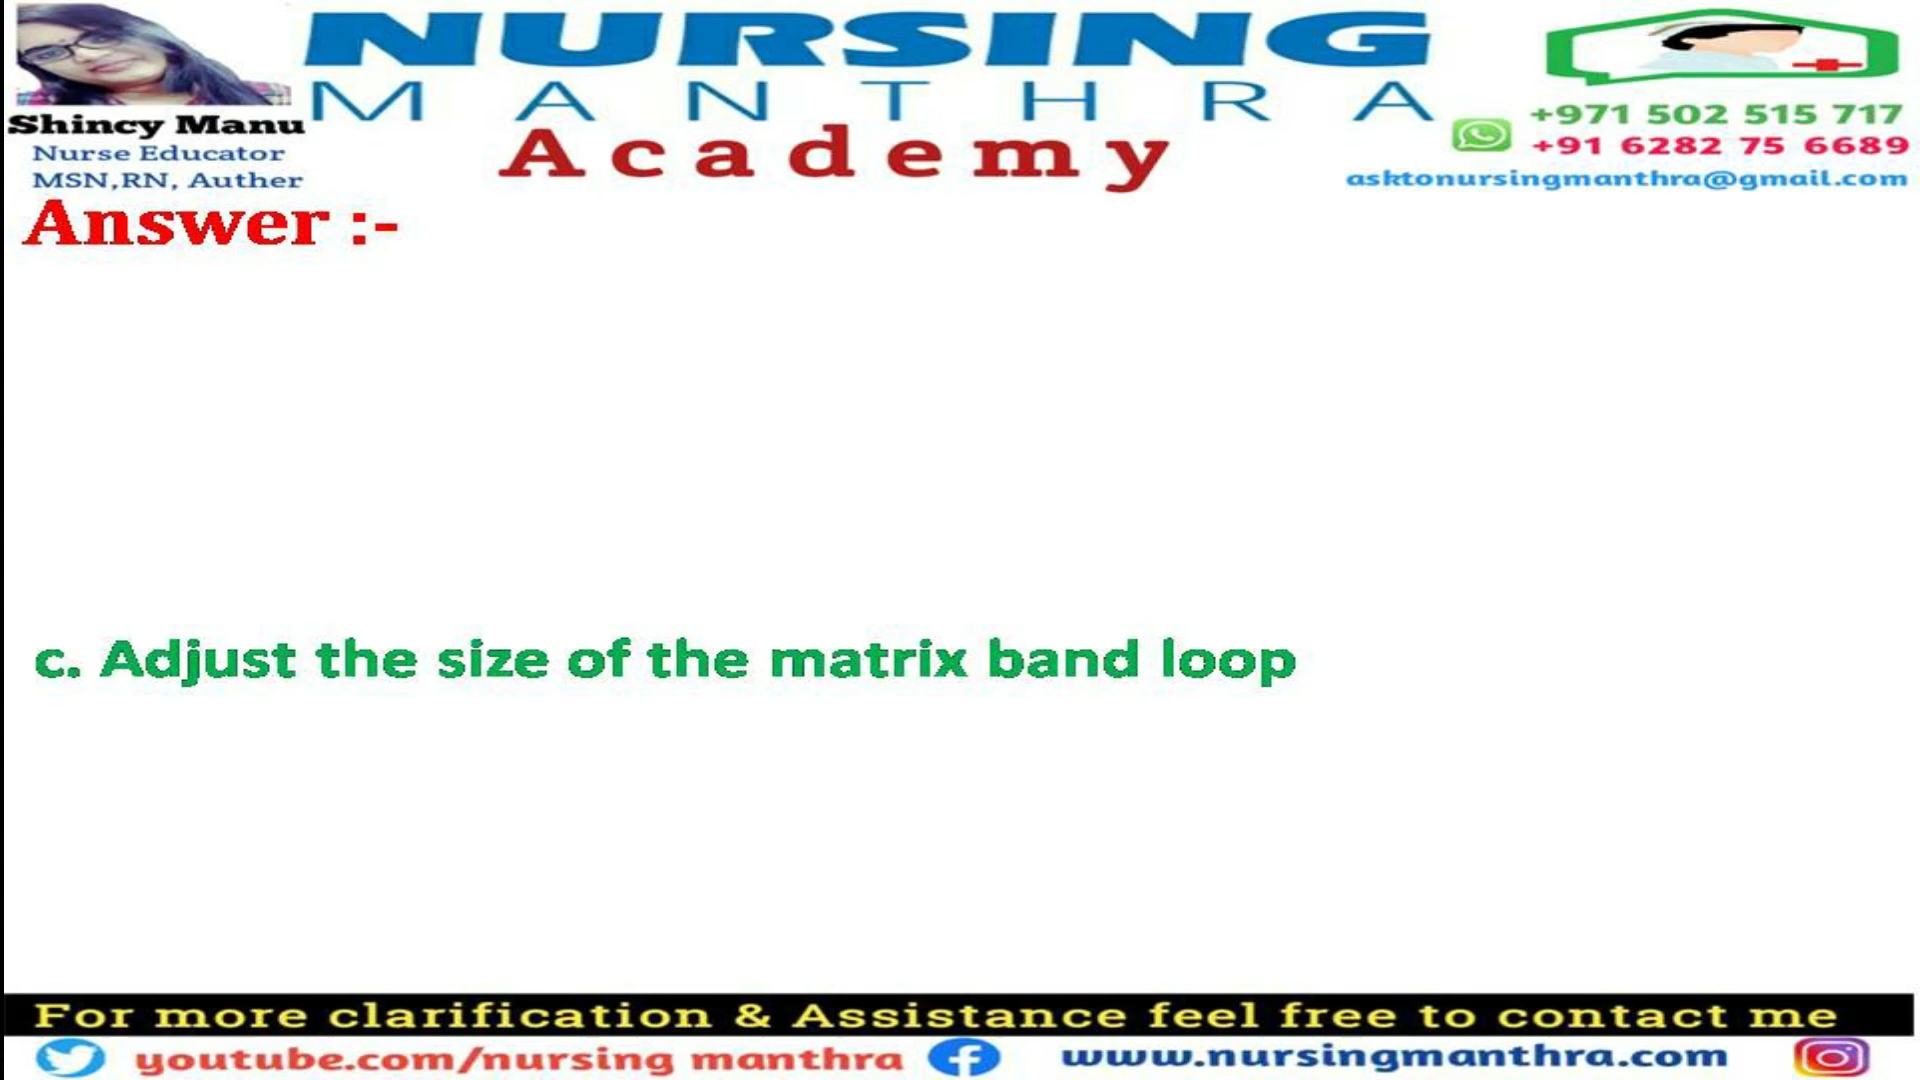 NURSING
MANTHRA
Academy
Shincy Manu
Nurse Educator
MSN,RN, Auther
+971 502 515 717
+91 6282 75 6689
asktonursingmanthra@gmail.com
Answer :-
c. Adjust the size of the matrix band loop
For more clarification & Assistance feel free to contact me
youtube.com/nursing manthra
www.nursingmanthra.com